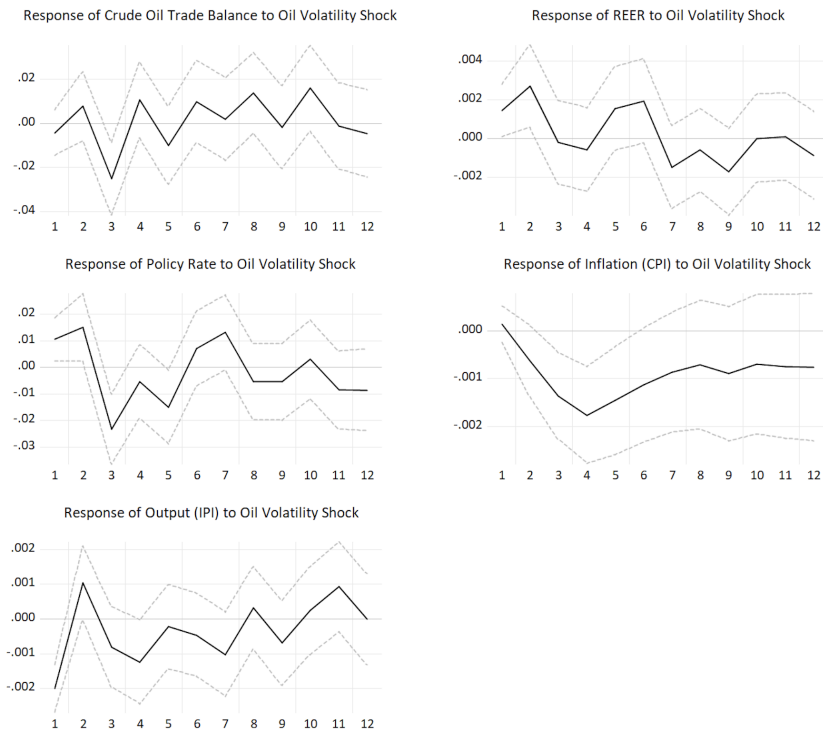 Response of Crude Oil Trade Balance to Oil Volatility Shock
.02
.00
-.02
-.04
1 2 3 4 5 6 7 8 9 10 11 12
Response of REER to Oil Volatility Shock
.004
.002
.000
-.002
1 2 3 4 5 6 7 8 9 10 11 12
Response of Policy Rate to Oil Volatility Shock
.02
.01
.00
-.01
-.02
-.03
1 2 3 4 5 6 7 8 9 10 11 12
Response of Inflation (CPI) to Oil Volatility Shock
.000
-.001
-.002
1 2 3 4 5 6 7 8 9 10 11 12
Response of Output (IPI) to Oil Volatility Shock
.002
.001
.000
-.001
-.002
1 2 3 4 5 6 7 8 9 10 11 12